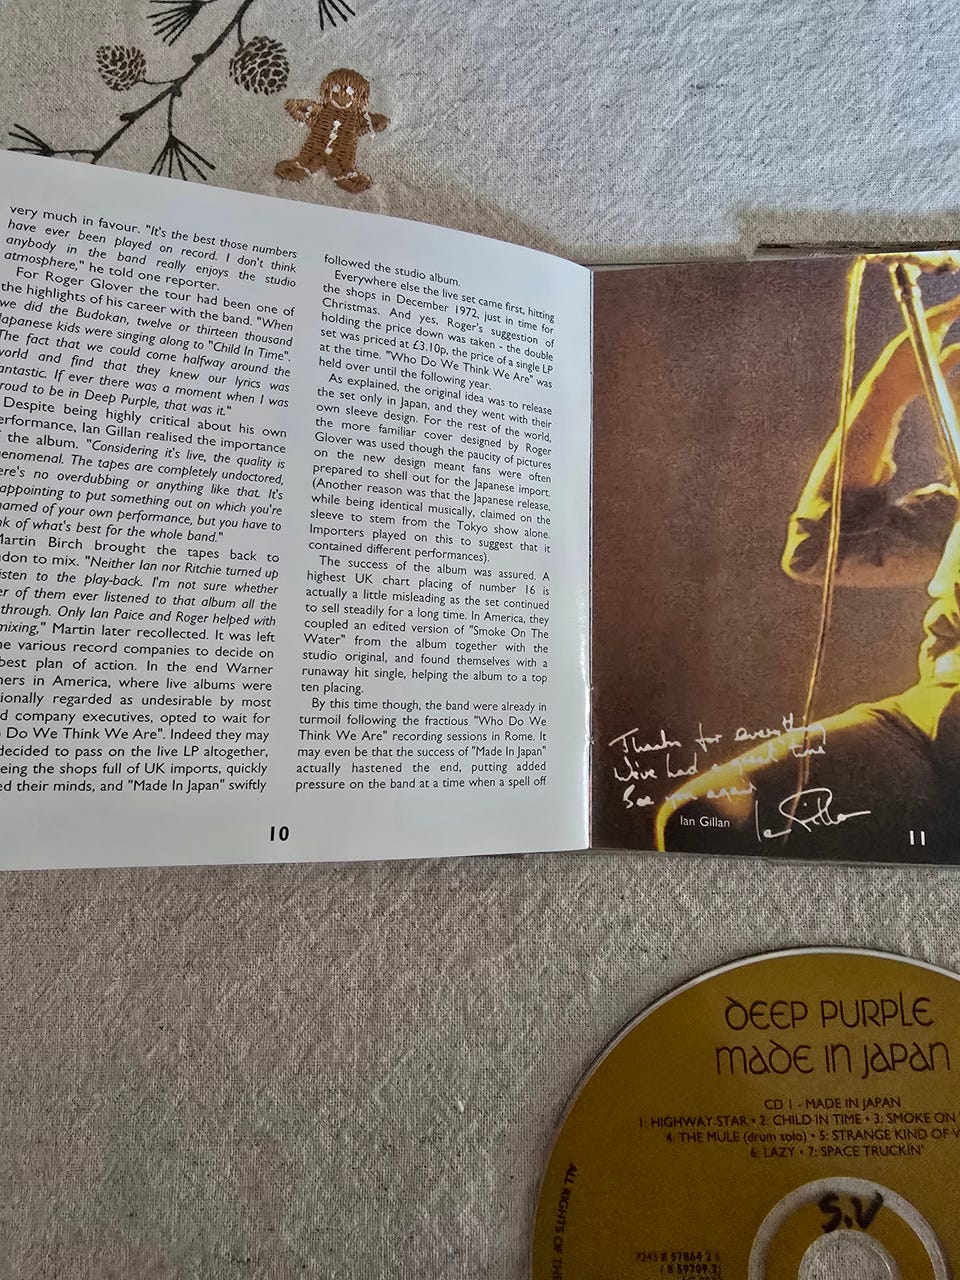 very much in favour. "It's the best those numbers
have ever been played on record. I don't think
anybody in the band really enjoys the studio
atmosphere," he told one reporter.
For Roger Glover the tour had been one of
the highlights of his career with the band. "When
we did the Budokan, twelve or thirteen thousand
Japanese kids were singing along to "Child In Time".
The fact that we could come halfway around the
world and find that they knew our lyrics was
antastic. If ever there was a moment when I was
roud to be in Deep Purple, that was it."
Despite being highly critical about his own
erformance, Ian Gillan realised the importance
the album. "Considering it's live, the quality is
enomenal. The tapes are completely undoctored,
ere's no overdubbing or anything like that. It's
appointing to put something out on which you're
hamed of your own performance, but you have to
nk of what's best for the whole band."
Martin Birch brought the tapes back to
ndon to mix. "Neither Ian nor Ritchie turned up
isten to the play-back. I'm not sure whether
er of them ever listened to that album all the
through. Only Ian Paice and Roger helped with
mixing," Martin later recollected. It was left
he various record companies to decide on
best plan of action. In the end Warner
hers in America, where live albums were
tionally regarded as undesirable by most
d company executives, opted to wait for
o Do We Think We Are". Indeed they may
decided to pass on the live LP altogether,
eeing the shops full of UK imports, quickly
ed their minds, and "Made In Japan" swiftly
10
followed the studio album.
Everywhere else the live set came first, hitting
the shops in December 1972, just in time for
Christmas. And yes, Roger's suggestion of
holding the price down was taken - the double
set was priced at £3.10p, the price of a single LP
at the time. "Who Do We Think We Are" was
held over until the following year.
As explained, the original idea was to release
the set only in Japan, and they went with their
own sleeve design. For the rest of the world,
the more familiar cover designed by Roger
Glover was used though the paucity of pictures
on the new design meant fans were often
prepared to shell out for the Japanese import.
(Another reason was that the Japanese release,
while being identical musically, claimed on the
sleeve to stem from the Tokyo show alone.
Importers played on this to suggest that it
contained different performances).
The success of the album was assured. A
highest UK chart placing of number 16 is
actually a little misleading as the set continued
to sell steadily for a long time. In America, they
coupled an edited version of "Smoke On The
Water" from the album together with the
studio original, and found themselves with a
runaway hit single, helping the album to a top
ten placing.
By this time though, the band were already in
turmoil following the fractious "Who Do We
Think We Are" recording sessions in Rome. It
may even be that the success of "Made In Japan"
actually hastened the end, putting added
pressure on the band at a time when a spell off
Thanks for everything
We've had a great time
See you again
Ian Gillan
Ian Gillan
11
DEEP PURPLE
MADE IN JAPAN
CD 1 - MADE IN JAPAN
1: HIGHWAY STAR • 2: CHILD IN TIME • 3: SMOKE ON
4: THE MULE (drum solo) • 5: STRANGE KIND OF W
6: LAZY • 7: SPACE TRUCKIN'
S.V
ALL RIGHTS OF THE
7243 8 57864 2 6